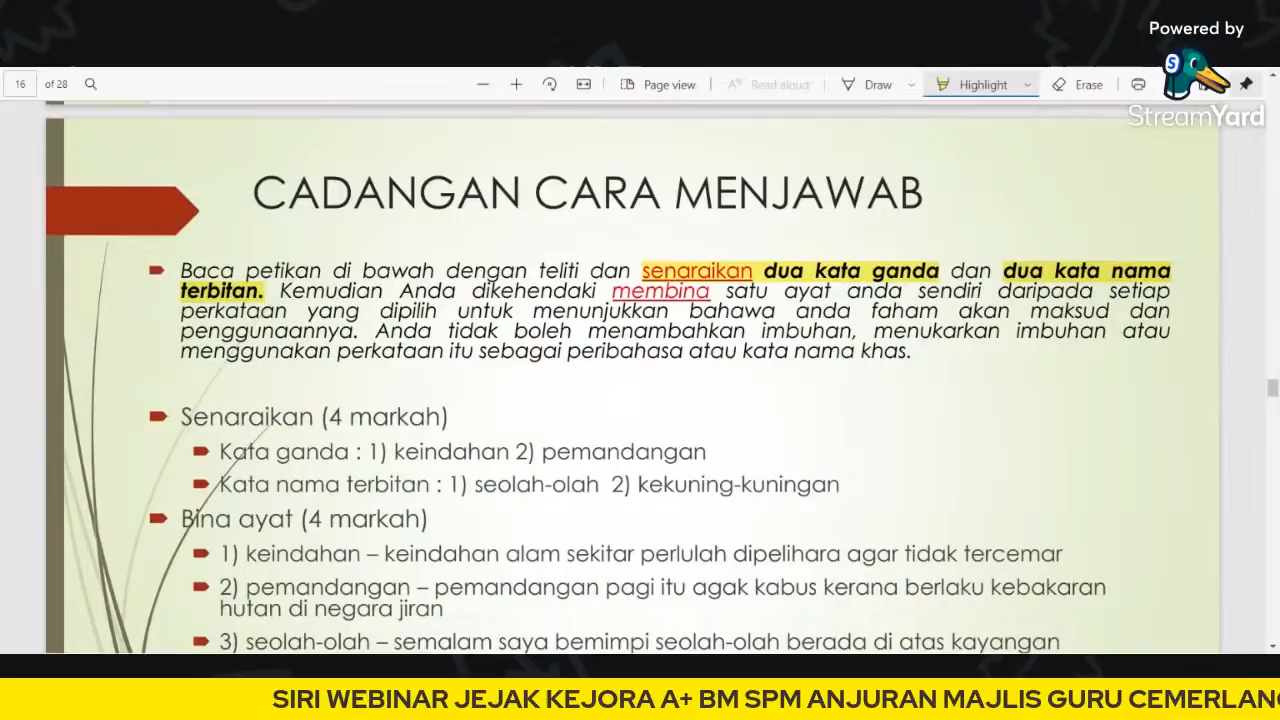 Powered by
StreamYard
16 of 28 Page view Read aloud Draw Highlight Erase
CADANGAN CARA MENJAWAB
Baca petikan di bawah dengan teliti dan senaraikan dua kata ganda dan dua kata nama
terbitan. Kemudian Anda dikehendaki membina satu ayat anda sendiri daripada setiap
perkataan yang dipilih untuk menunjukkan bahawa anda faham akan maksud dan
penggunaannya. Anda tidak boleh menambahkan imbuhan, menukarkan imbuhan atau
menggunakan perkataan itu sebagai peribahasa atau kata nama khas.
Senaraikan (4 markah)
Kata ganda : 1) keindahan 2) pemandangan
Kata nama terbitan : 1) seolah-olah 2) kekuning-kuningan
Bina ayat (4 markah)
1) keindahan – keindahan alam sekitar perlulah dipelihara agar tidak tercemar
2) pemandangan – pemandangan pagi itu agak kabus kerana berlaku kebakaran
hutan di negara jiran
3) seolah-olah – semalam saya bemimpi seolah-olah berada di atas kayangan
SIRI WEBINAR JEJAK KEJORA A+ BM SPM ANJURAN MAJLIS GURU CEMERLANG